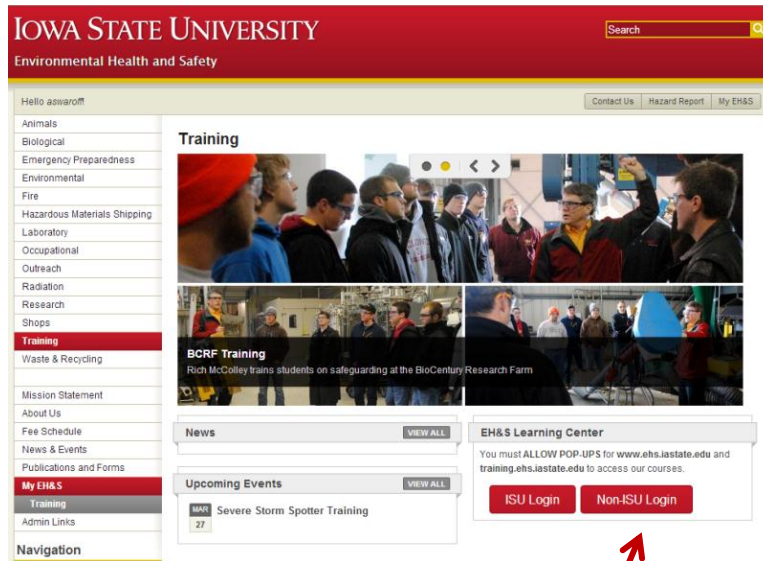 IOWA STATE UNIVERSITY
Search
Environmental Health and Safety
Hello aswaroff!
Contact Us
Hazard Report
My EH&S
Animals
Biological
Emergency Preparedness
Environmental
Fire
Hazardous Materials Shipping
Laboratory
Occupational
Outreach
Radiation
Research
Shops
Training
Waste & Recycling
Mission Statement
About Us
Fee Schedule
News & Events
Publications and Forms
My EH&S
Training
Admin Links
Navigation
Training
BCRF Training
Rich McColley trains students on safeguarding at the BioCentury Research Farm
News
VIEW ALL
Upcoming Events
VIEW ALL
MAR
27
Severe Storm Spotter Training
EH&S Learning Center
You must ALLOW POP-UPS for www.ehs.iastate.edu and
training.ehs.iastate.edu to access our courses.
ISU Login
Non-ISU Login